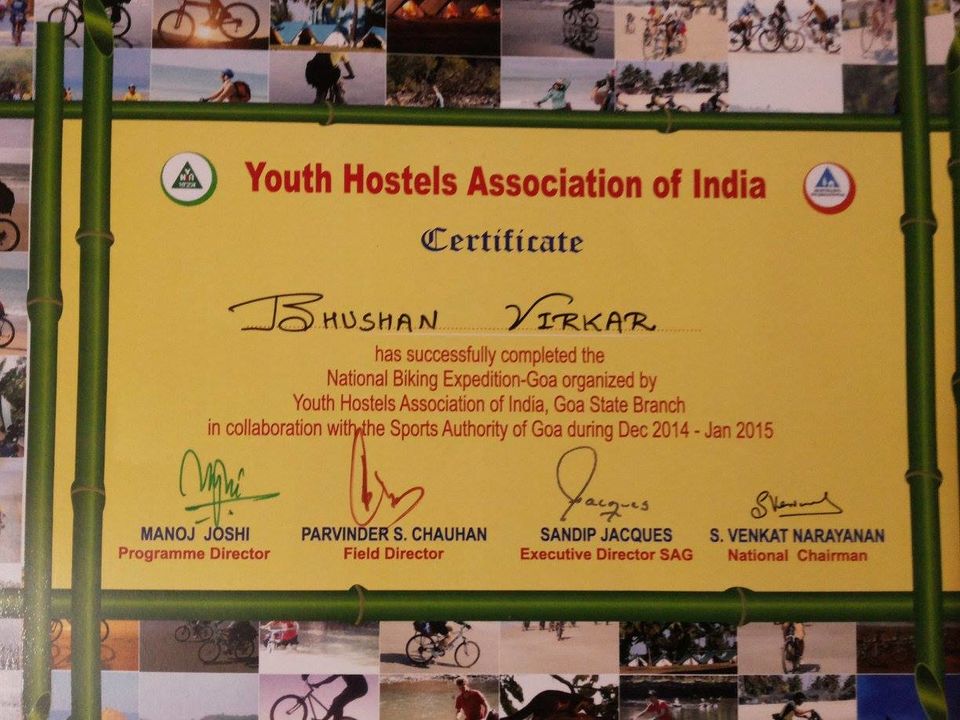 Youth Hostels Association of India
Certificate
BHUSHAN VIRKAR
has successfully completed the
National Biking Expedition-Goa organized by
Youth Hostels Association of India, Goa State Branch
in collaboration with the Sports Authority of Goa during Dec 2014 - Jan 2015
Jacques
MANOJ JOSHI PARVINDER S. CHAUHAN SANDIP JACQUES S. VENKAT NARAYANAN
Programme Director Field Director Executive Director SAG National Chairman